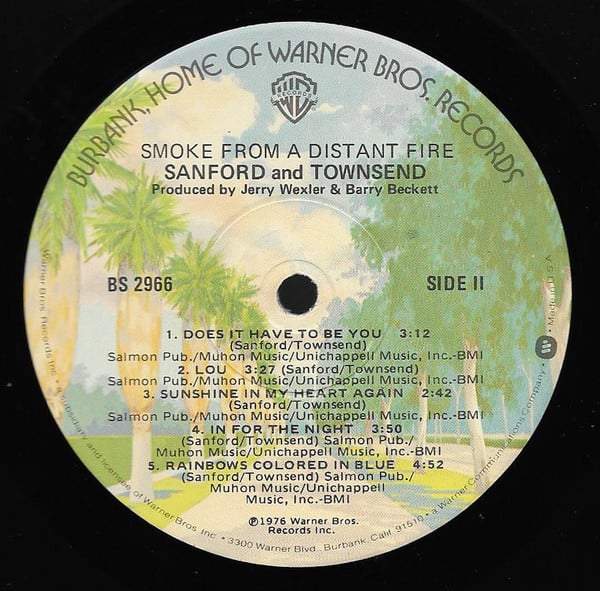 BURBANK, HOME OF WARNER BROS. RECORDS
RECORDS
SMOKE FROM A DISTANT FIRE
SANFORD and TOWNSEND
Produced by Jerry Wexler & Barry Beckett
BS 2966
SIDE II
1. DOES IT HAVE TO BE YOU 3:12
(Sanford/Townsend)
Salmon Pub./Muhon Music/Unichappell Music, Inc.-BMI
2. LOU 3:27 (Sanford/Townsend)
Salmon Pub./Muhon Music/Unichappell Music, Inc.-BMI
3. SUNSHINE IN MY HEART AGAIN 2:42
(Sanford/Townsend)
Salmon Pub./Muhon Music/Unichappell Music, Inc.-BMI
4. IN FOR THE NIGHT 3:50
(Sanford/Townsend) Salmon Pub./
Muhon Music/Unichappell Music, Inc.-BMI
5. RAINBOWS COLORED IN BLUE 4:52
(Sanford/Townsend) Salmon Pub./
Muhon Music/Unichappell
Music, Inc.-BMI
℗1976 Warner Bros.
Records Inc.
Warner Bros. Records Inc. • a subsidiary and licensee of Warner Bros. Inc. • 3300 Warner Blvd., Burbank, Calif. 91510 • a Warner Communications Company • Made in U.S.A.